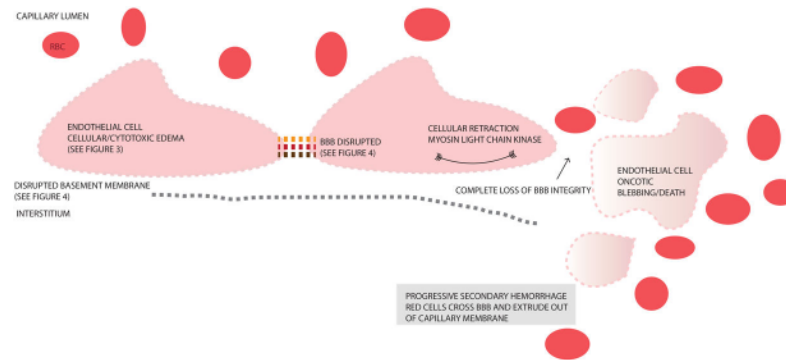 CAPILLARY LUMEN
RBC
ENDOTHELIAL CELL
CELLULAR/CYTOTOXIC EDEMA
(SEE FIGURE 3)
BBB DISRUPTED
(SEE FIGURE 4)
CELLULAR RETRACTION
MYOSIN LIGHT CHAIN KINASE
COMPLETE LOSS OF BBB INTEGRITY
ENDOTHELIAL CELL
ONCOTIC
BLEBBING/DEATH
DISRUPTED BASEMENT MEMBRANE
(SEE FIGURE 4)
INTERSTITIUM
PROGRESSIVE SECONDARY HEMORRHAGE
RED CELLS CROSS BBB AND EXTRUDE OUT
OF CAPILLARY MEMBRANE